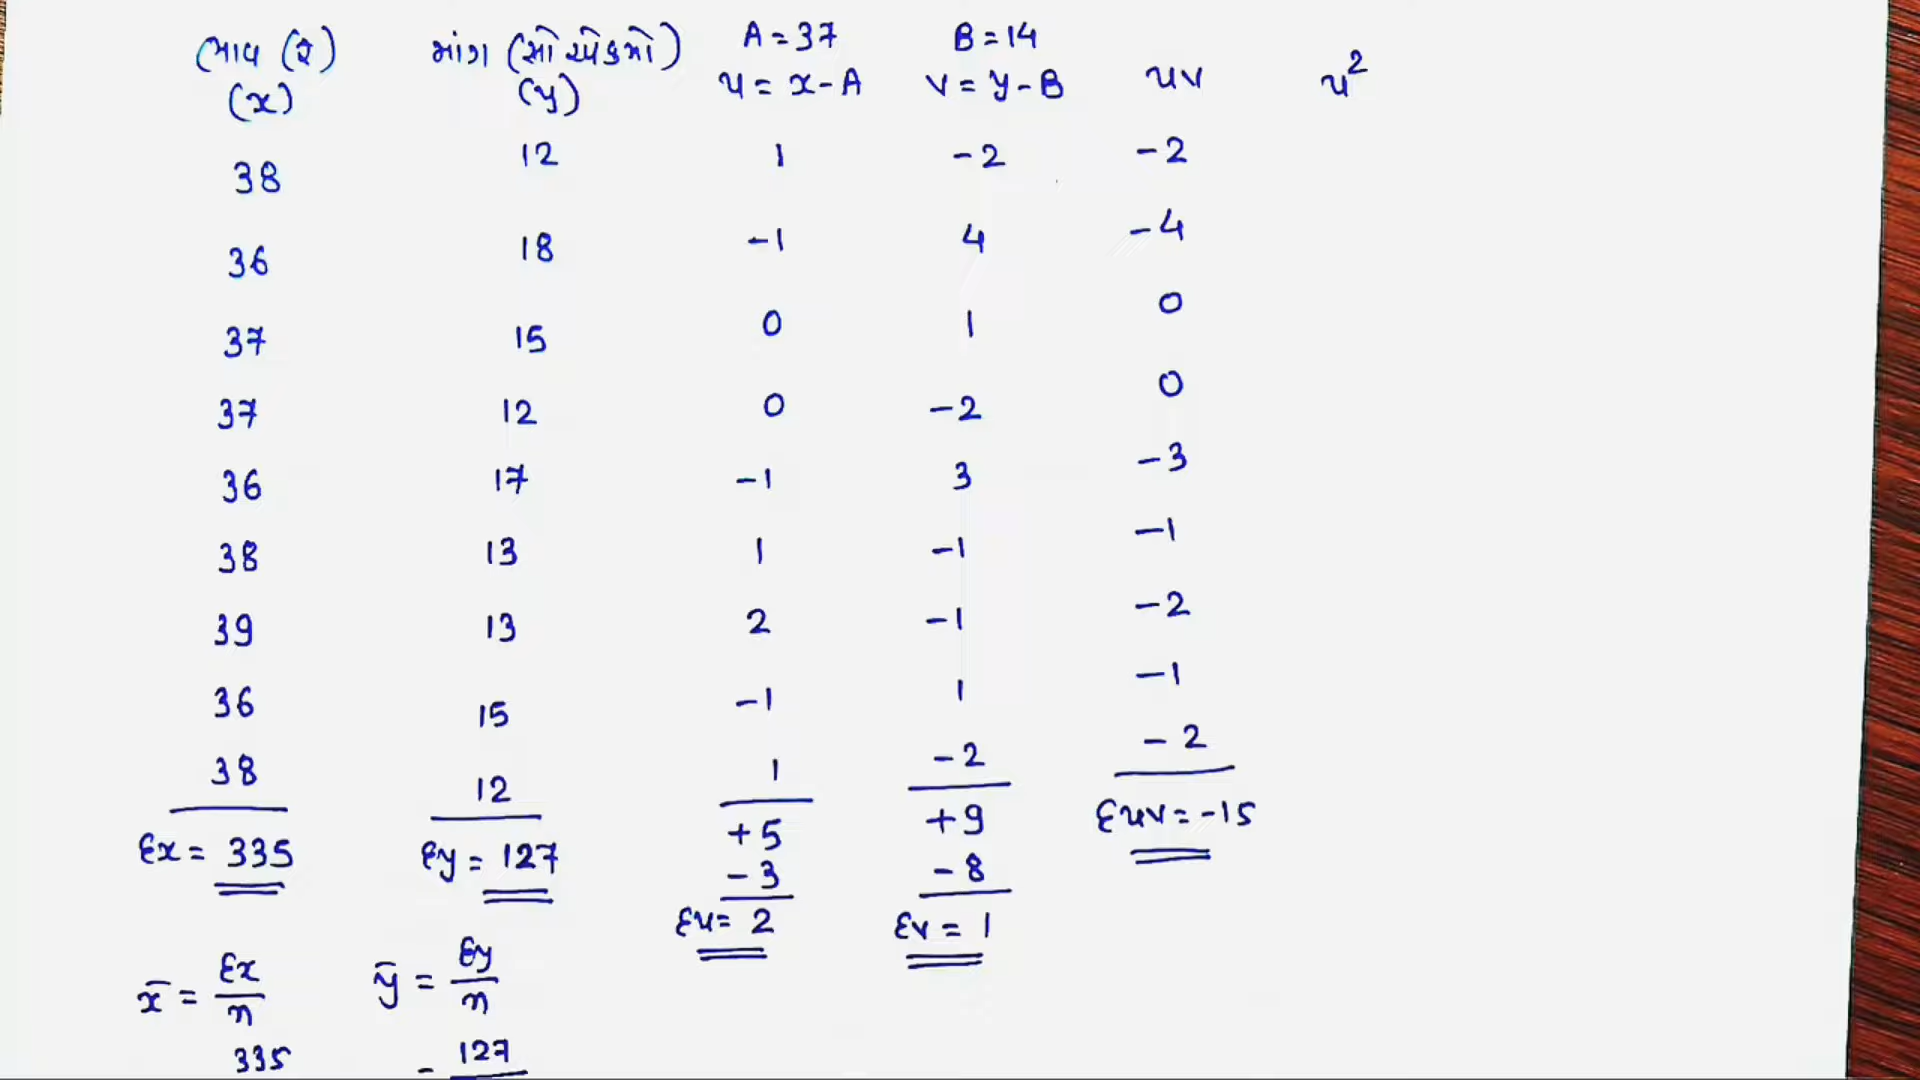 ભાવ (₹) માંગ (સો એકમો) A = 37 B = 14
(x) (y) u = x - A v = y - B uv u²
38 12 1 -2 -2
36 18 -1 4 -4
37 15 0 1 0
37 12 0 -2 0
36 17 -1 3 -3
38 13 1 -1 -1
39 13 2 -1 -2
36 15 -1 1 -1
38 12 1 -2 -2
Σx = 335 Σy = 127 +5 +9 Σuv = -15
-3 -8
Σu = 2 Σv = 1
x̄ = Σx/n ȳ = Σy/n
335 = 127